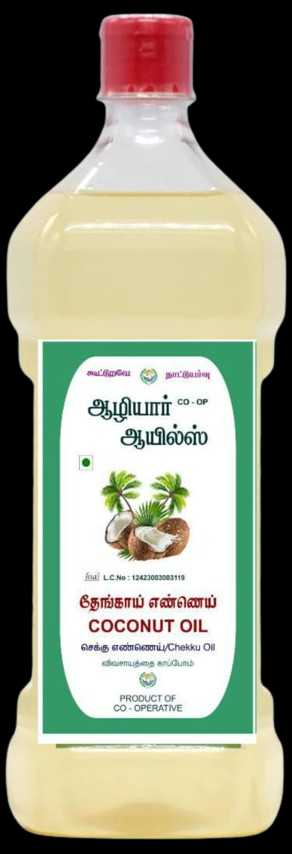 கூட்டுறவே நாட்டுயர்வு
ஆழியார் CO - OP
ஆயில்ஸ்
fssai L.C.No : 12423003003119
தேங்காய் எண்ணெய்
COCONUT OIL
செக்கு எண்ணெய்/Chekku Oil
விவசாயத்தை காப்போம்
PRODUCT OF
CO - OPERATIVE